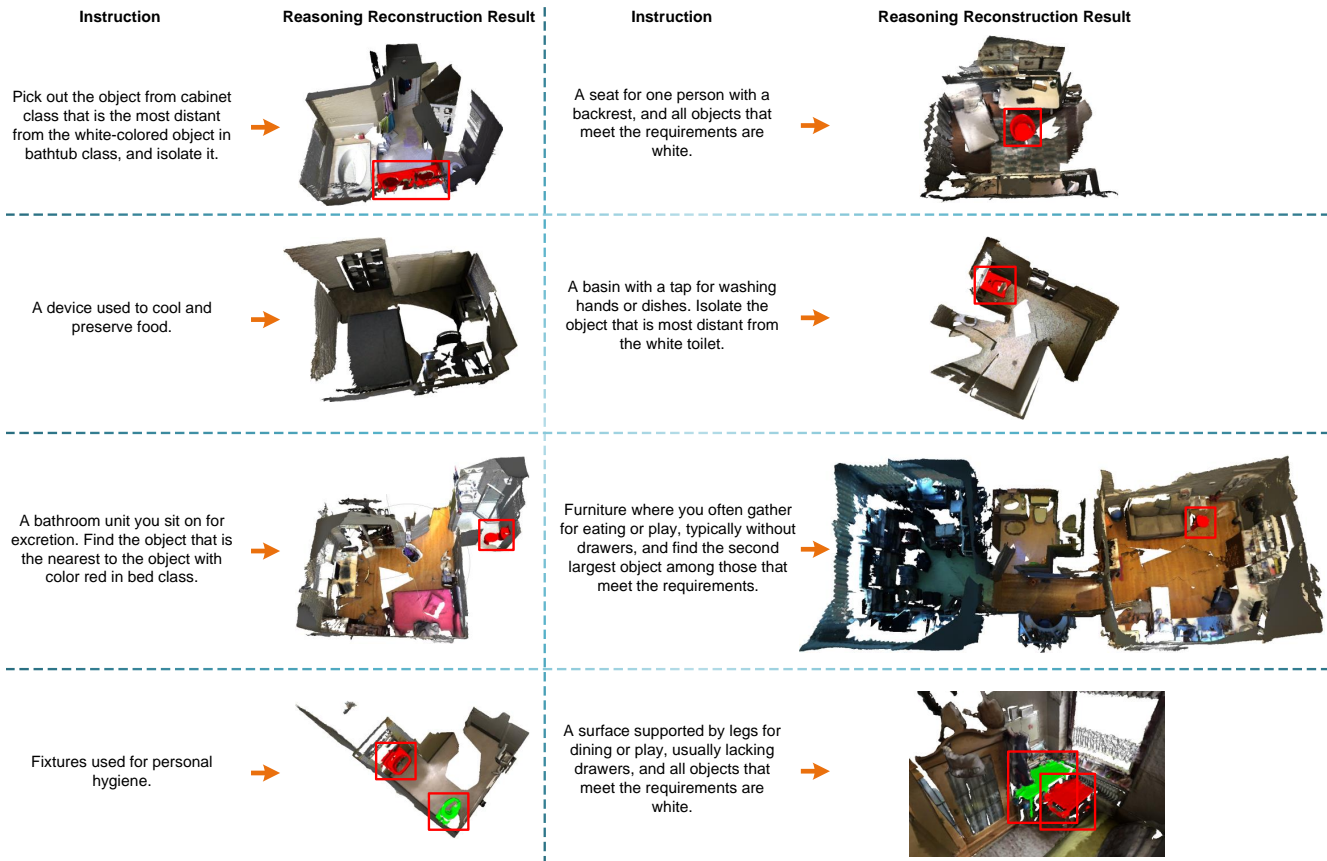 Instruction
Reasoning Reconstruction Result
Instruction
Reasoning Reconstruction Result
Pick out the object from cabinet
class that is the most distant
from the white-colored object in
bathtub class, and isolate it.
A seat for one person with a
backrest, and all objects that
meet the requirements are
white.
A device used to cool and
preserve food.
A basin with a tap for washing
hands or dishes. Isolate the
object that is most distant from
the white toilet.
A bathroom unit you sit on for
excretion. Find the object that
is the nearest to the object with
color red in bed class.
Furniture where you often gather
for eating or play, typically without
drawers, and find the second
largest object among those that
meet the requirements.
Fixtures used for personal
hygiene.
A surface supported by legs for
dining or play, usually lacking
drawers, and all objects that
meet the requirements are
white.